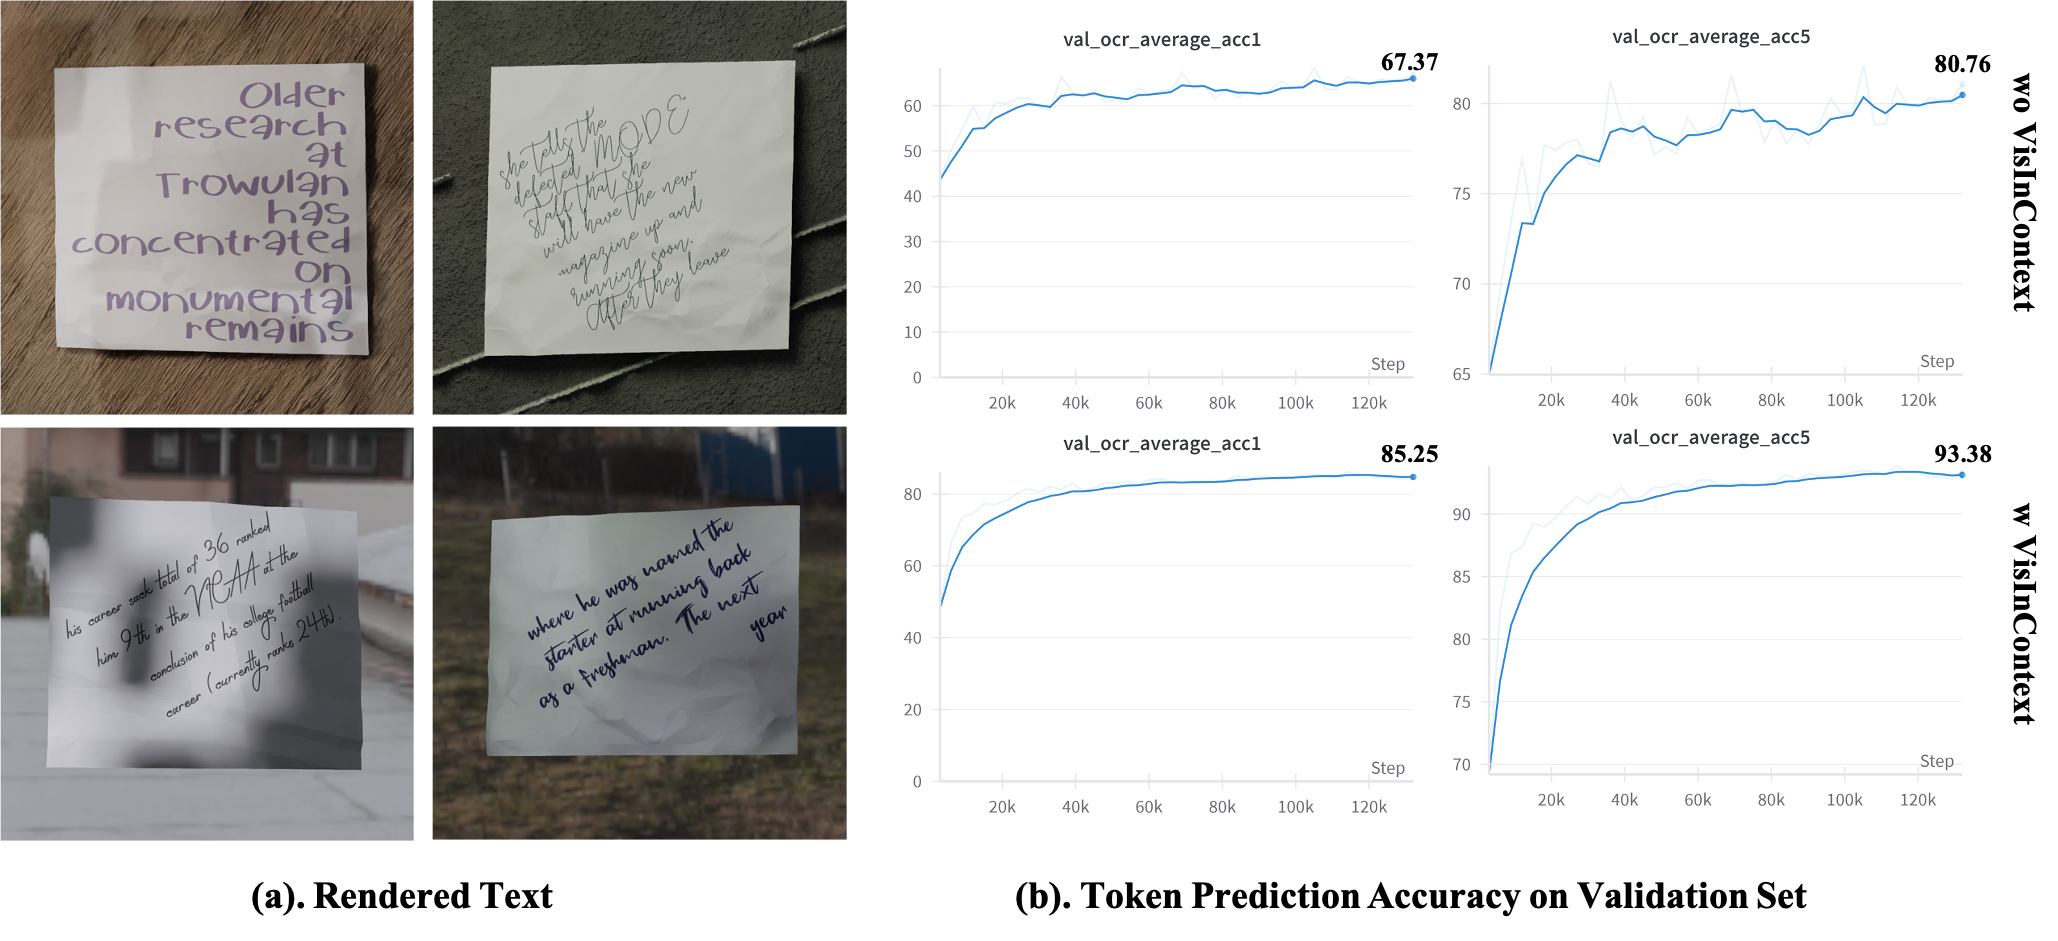 Older
research
at
Trowulan
has
concentrated
on
monumental
remains
she tells the
defected MODE
staff that she
will have the new
magazine up and
running soon.
After they leave
his career sack total of 36 ranked
him 9th in the NCAA at the
conclusion of his college football
career (currently ranks 24th).
where he was named the
starter at running back
as a freshman. The next
year
(a). Rendered Text
val_ocr_average_acc1
67.37
60
50
40
30
20
10
0
Step
20k 40k 60k 80k 100k 120k
val_ocr_average_acc5
80.76
80
75
70
65
Step
20k 40k 60k 80k 100k 120k
wo VisInContext
val_ocr_average_acc1
85.25
80
60
40
20
0
Step
20k 40k 60k 80k 100k 120k
val_ocr_average_acc5
93.38
90
85
80
75
70
Step
20k 40k 60k 80k 100k 120k
w VisInContext
(b). Token Prediction Accuracy on Validation Set